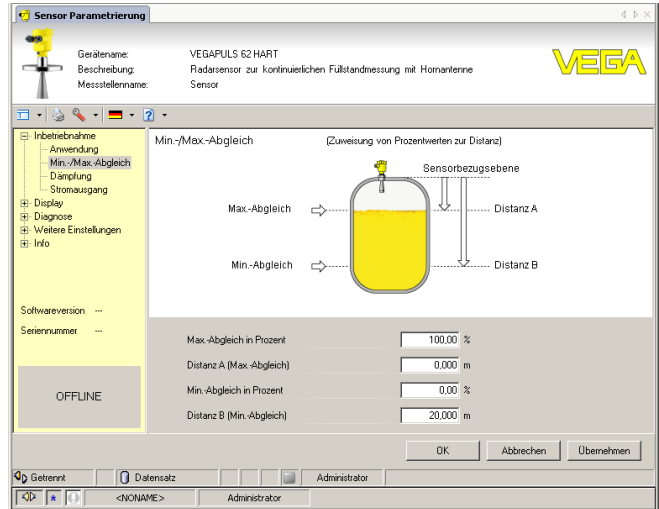 Sensor Parametrierung
Gerätename: VEGAPULS 62 HART
Beschreibung: Radarsensor zur kontinuierlichen Füllstandmessung mit Hornantenne
Messstellenname: Sensor
VEGA
Inbetriebnahme
Anwendung
Min.-/Max.-Abgleich
Dämpfung
Stromausgang
Display
Diagnose
Weitere Einstellungen
Info
Softwareversion ---
Seriennummer ---
OFFLINE
Min.-/Max.-Abgleich (Zuweisung von Prozentwerten zur Distanz)
Sensorbezugsebene
Max.-Abgleich Distanz A
Min.-Abgleich Distanz B
Max.-Abgleich in Prozent 100,00 %
Distanz A (Max.-Abgleich) 0,000 m
Min.-Abgleich in Prozent 0,00 %
Distanz B (Min.-Abgleich) 20,000 m
OK Abbrechen Übernehmen
Getrennt Datensatz Administrator
<NONAME> Administrator